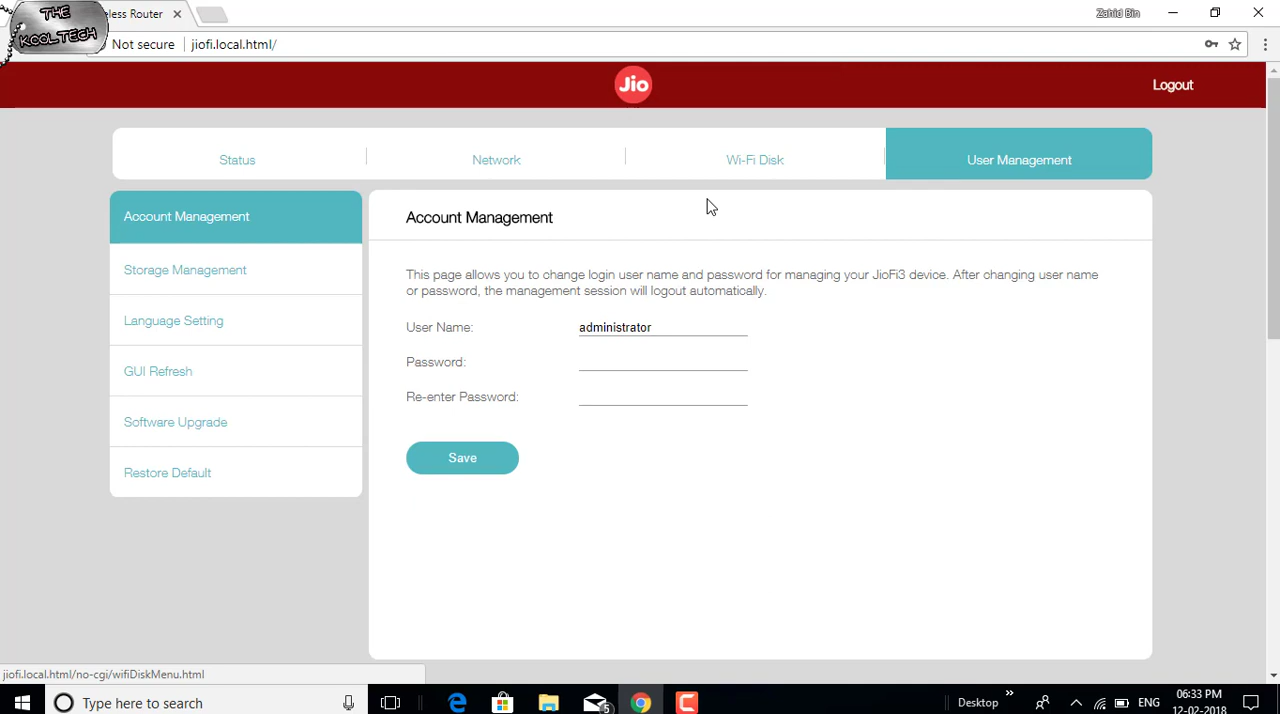 THE
KOOLTECH
eless Router
Zahid Bin
Not secure
jiofi.local.html/
Jio
Logout
Status
Network
Wi-Fi Disk
User Management
Account Management
Storage Management
Language Setting
GUI Refresh
Software Upgrade
Restore Default
Account Management
This page allows you to change login user name and password for managing your JioFi3 device. After changing user name
or password, the management session will logout automatically.
User Name: administrator
Password:
Re-enter Password:
Save
jiofi.local.html/no-cgi/wifiDiskMenu.html
Type here to search
5
Desktop
ENG
06:33 PM
12-02-2018